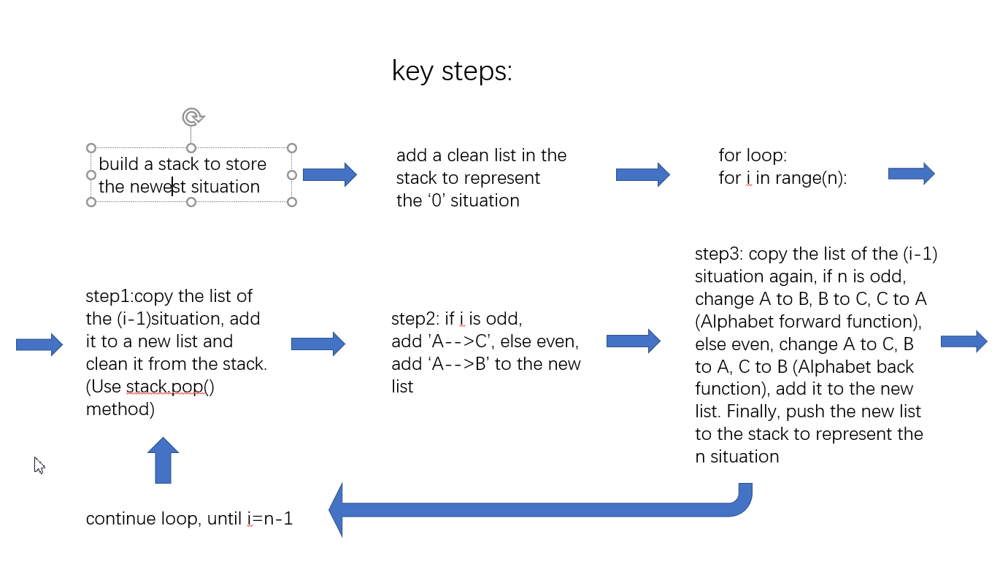 key steps:
build a stack to store
the newest situation
add a clean list in the
stack to represent
the ‘0’ situation
for loop:
for i in range(n):
step1:copy the list of
the (i-1)situation, add
it to a new list and
clean it from the stack.
(Use stack.pop()
method)
step2: if i is odd,
add ’A-->C’, else even,
add ‘A-->B’ to the new
list
step3: copy the list of the (i-1)
situation again, if n is odd,
change A to B, B to C, C to A
(Alphabet forward function),
else even, change A to C, B
to A, C to B (Alphabet back
function), add it to the new
list. Finally, push the new list
to the stack to represent the
n situation
continue loop, until i=n-1